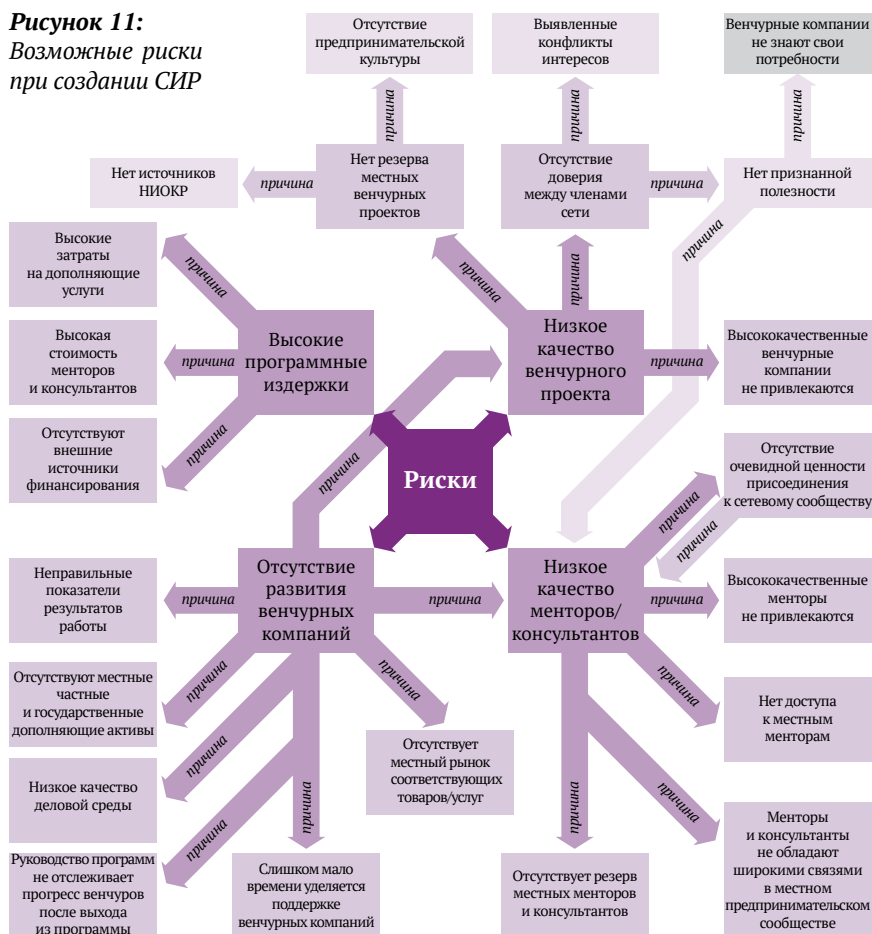 Рисунок 11:
Возможные риски
при создании СИР
Отсутствие
предпринимательской
культуры
Выявленные
конфликты
интересов
Венчурные компании
не знают свои
потребности
причина
причина
причина
Нет источников
НИОКР
причина
Нет резерва
местных
венчурных
проектов
Отсутствие
доверия
между членами
сети
причина
Нет признанной
полезности
Высокие
затраты
на дополняющие
услуги
причина
причина
причина
причина
Высокая
стоимость
менторов
и консультантов
причина
Высокие
программные
издержки
Низкое
качество
венчурного
проекта
причина
Высококачественные
венчурные
компании
не привлекаются
Отсутствуют
внешние
источники
финансирования
причина
причина
Риски
Отсутствие
очевидной ценности
присоединения
к сетевому сообществу
причина
причина
Неправильные
показатели
результатов
работы
причина
Отсутствие
развития
венчурных
компаний
причина
Низкое
качество
менторов/
консультантов
причина
Высококачественные
менторы
не привлекаются
Отсутствуют местные
частные
и государственные
дополняющие активы
причина
причина
причина
Нет доступа
к местным
менторам
Низкое качество
деловой среды
причина
Отсутствует
местный рынок
соответствующих
товаров/услуг
причина
причина
причина
причина
Менторы
и консультанты
не обладают
широкими связями
в местном
предпринимательском
сообществе
Руководство программ
не отслеживает
прогресс венчуров
после выхода
из программы
Слишком мало
времени уделяется
поддержке
венчурных компаний
Отсутствует резерв
местных менторов
и консультантов